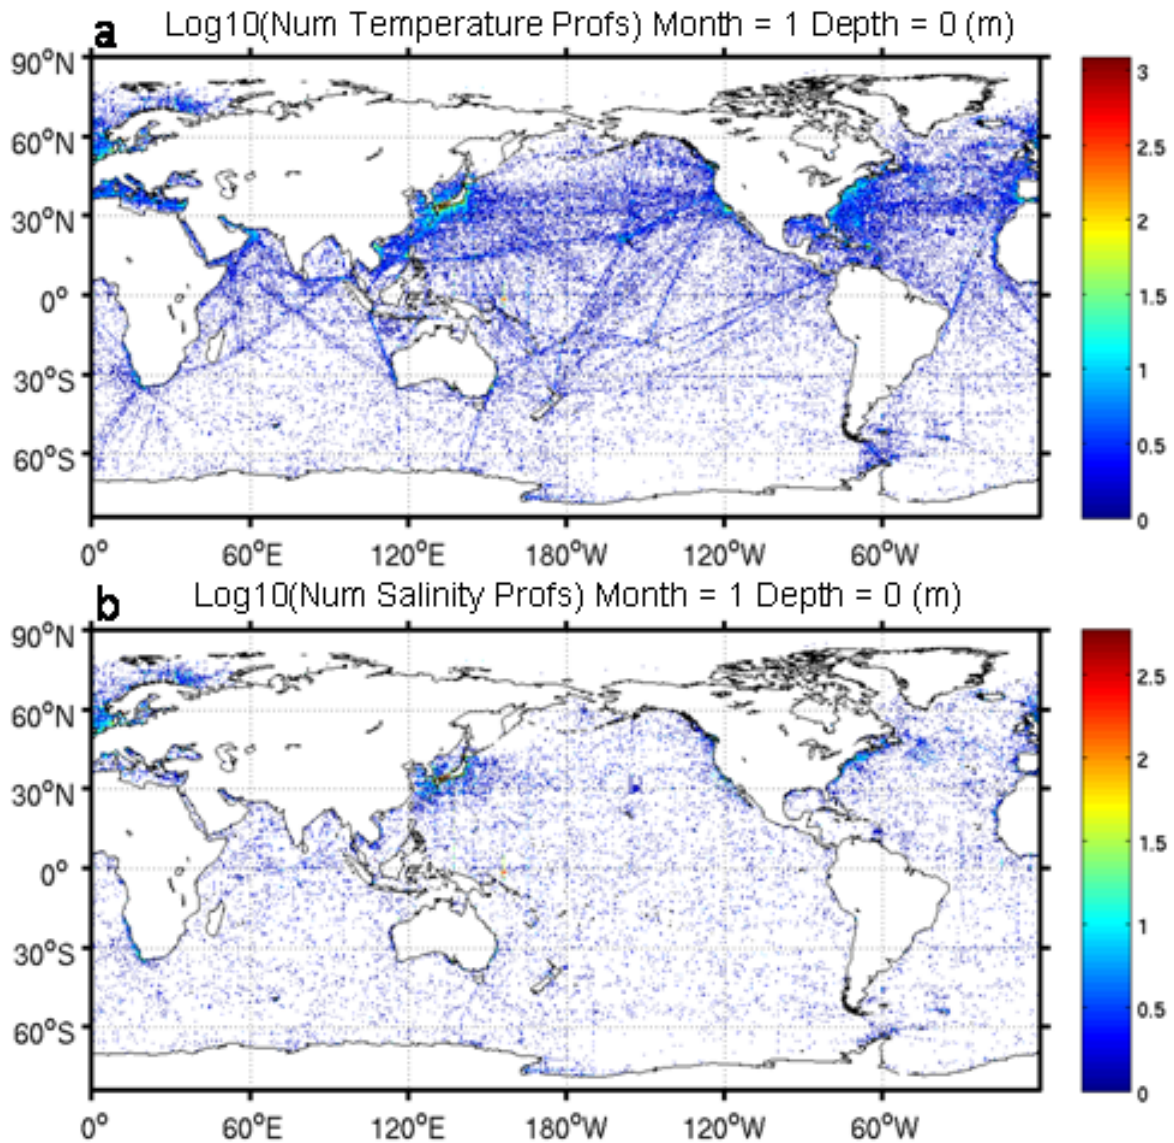 a Log10(Num Temperature Profs) Month = 1 Depth = 0 (m)
90°N
60°N
30°N
0°
30°S
60°S
0° 60°E 120°E 180°W 120°W 60°W
3
2.5
2
1.5
1
0.5
0
b Log10(Num Salinity Profs) Month = 1 Depth = 0 (m)
90°N
60°N
30°N
0°
30°S
60°S
0° 60°E 120°E 180°W 120°W 60°W
2.5
2
1.5
1
0.5
0